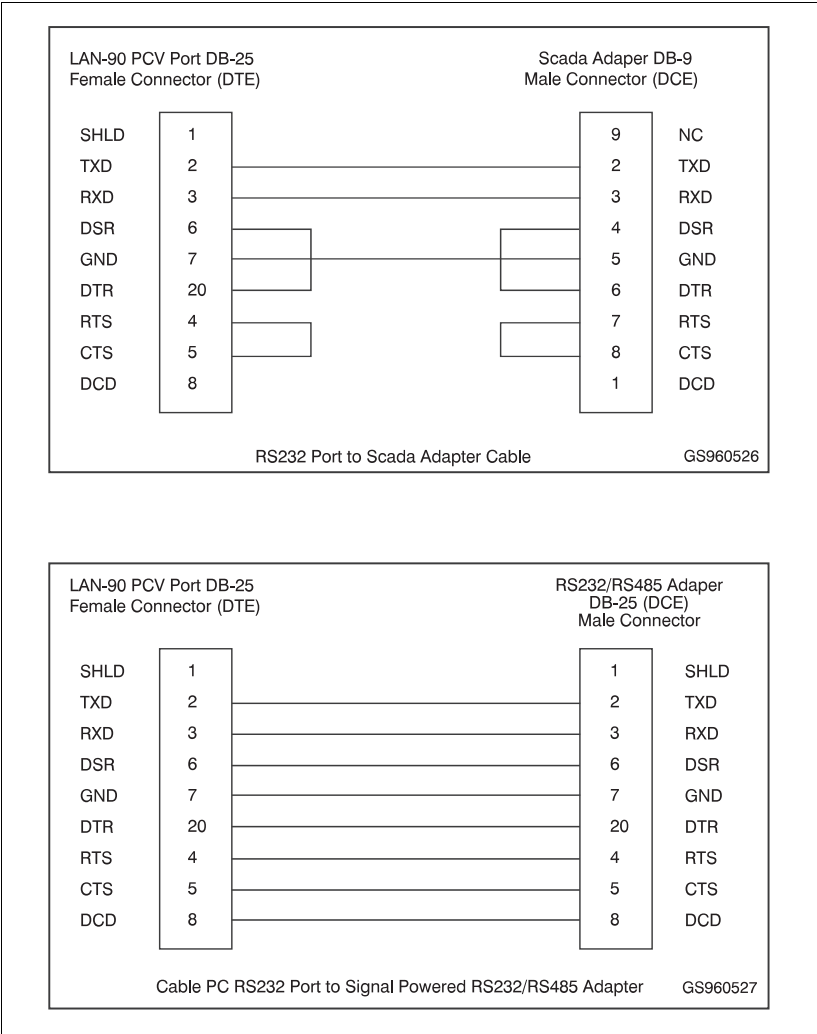 LAN-90 PCV Port DB-25
Female Connector (DTE)
Scada Adaper DB-9
Male Connector (DCE)
SHLD 1 9 NC
TXD 2 2 TXD
RXD 3 3 RXD
DSR 6 4 DSR
GND 7 5 GND
DTR 20 6 DTR
RTS 4 7 RTS
CTS 5 8 CTS
DCD 8 1 DCD
RS232 Port to Scada Adapter Cable
GS960526
LAN-90 PCV Port DB-25
Female Connector (DTE)
RS232/RS485 Adaper
DB-25 (DCE)
Male Connector
SHLD 1 1 SHLD
TXD 2 2 TXD
RXD 3 3 RXD
DSR 6 6 DSR
GND 7 7 GND
DTR 20 20 DTR
RTS 4 4 RTS
CTS 5 5 CTS
DCD 8 8 DCD
Cable PC RS232 Port to Signal Powered RS232/RS485 Adapter
GS960527